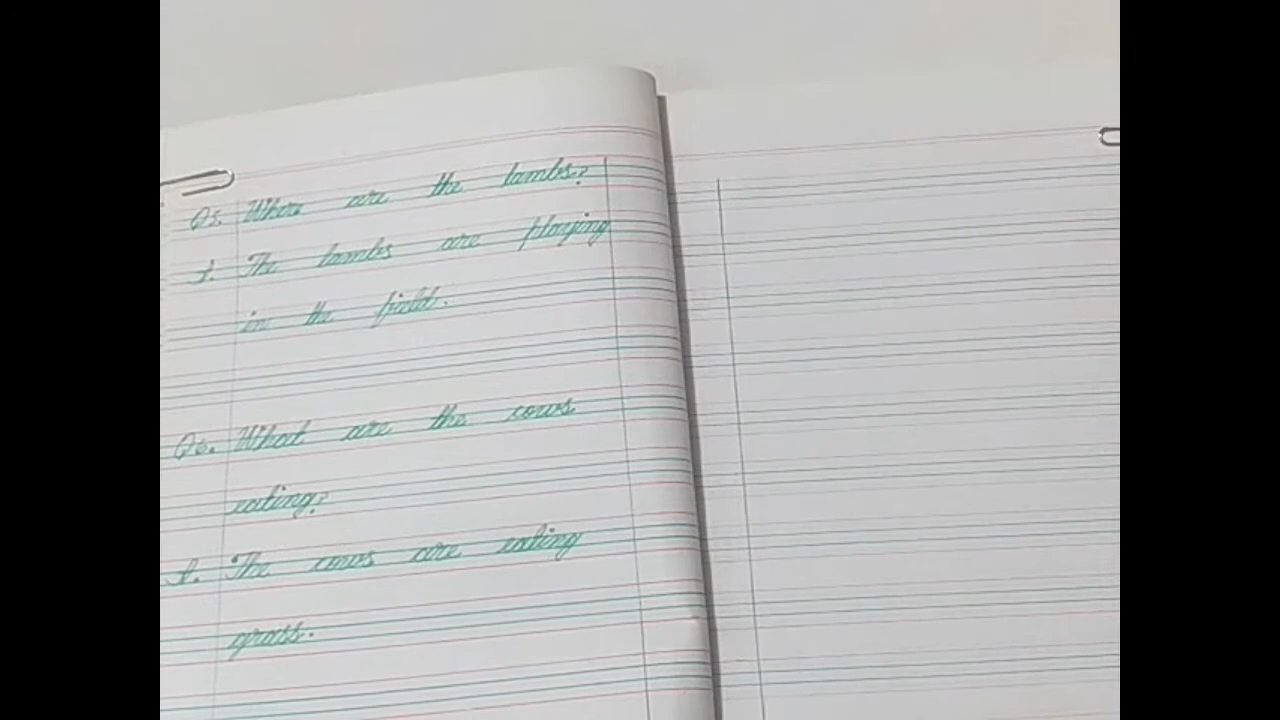 Q5. Where are the lambs?
A. The lambs are playing
in the field.
Q6. What are the cows
eating?
A. The cows are eating
grass.